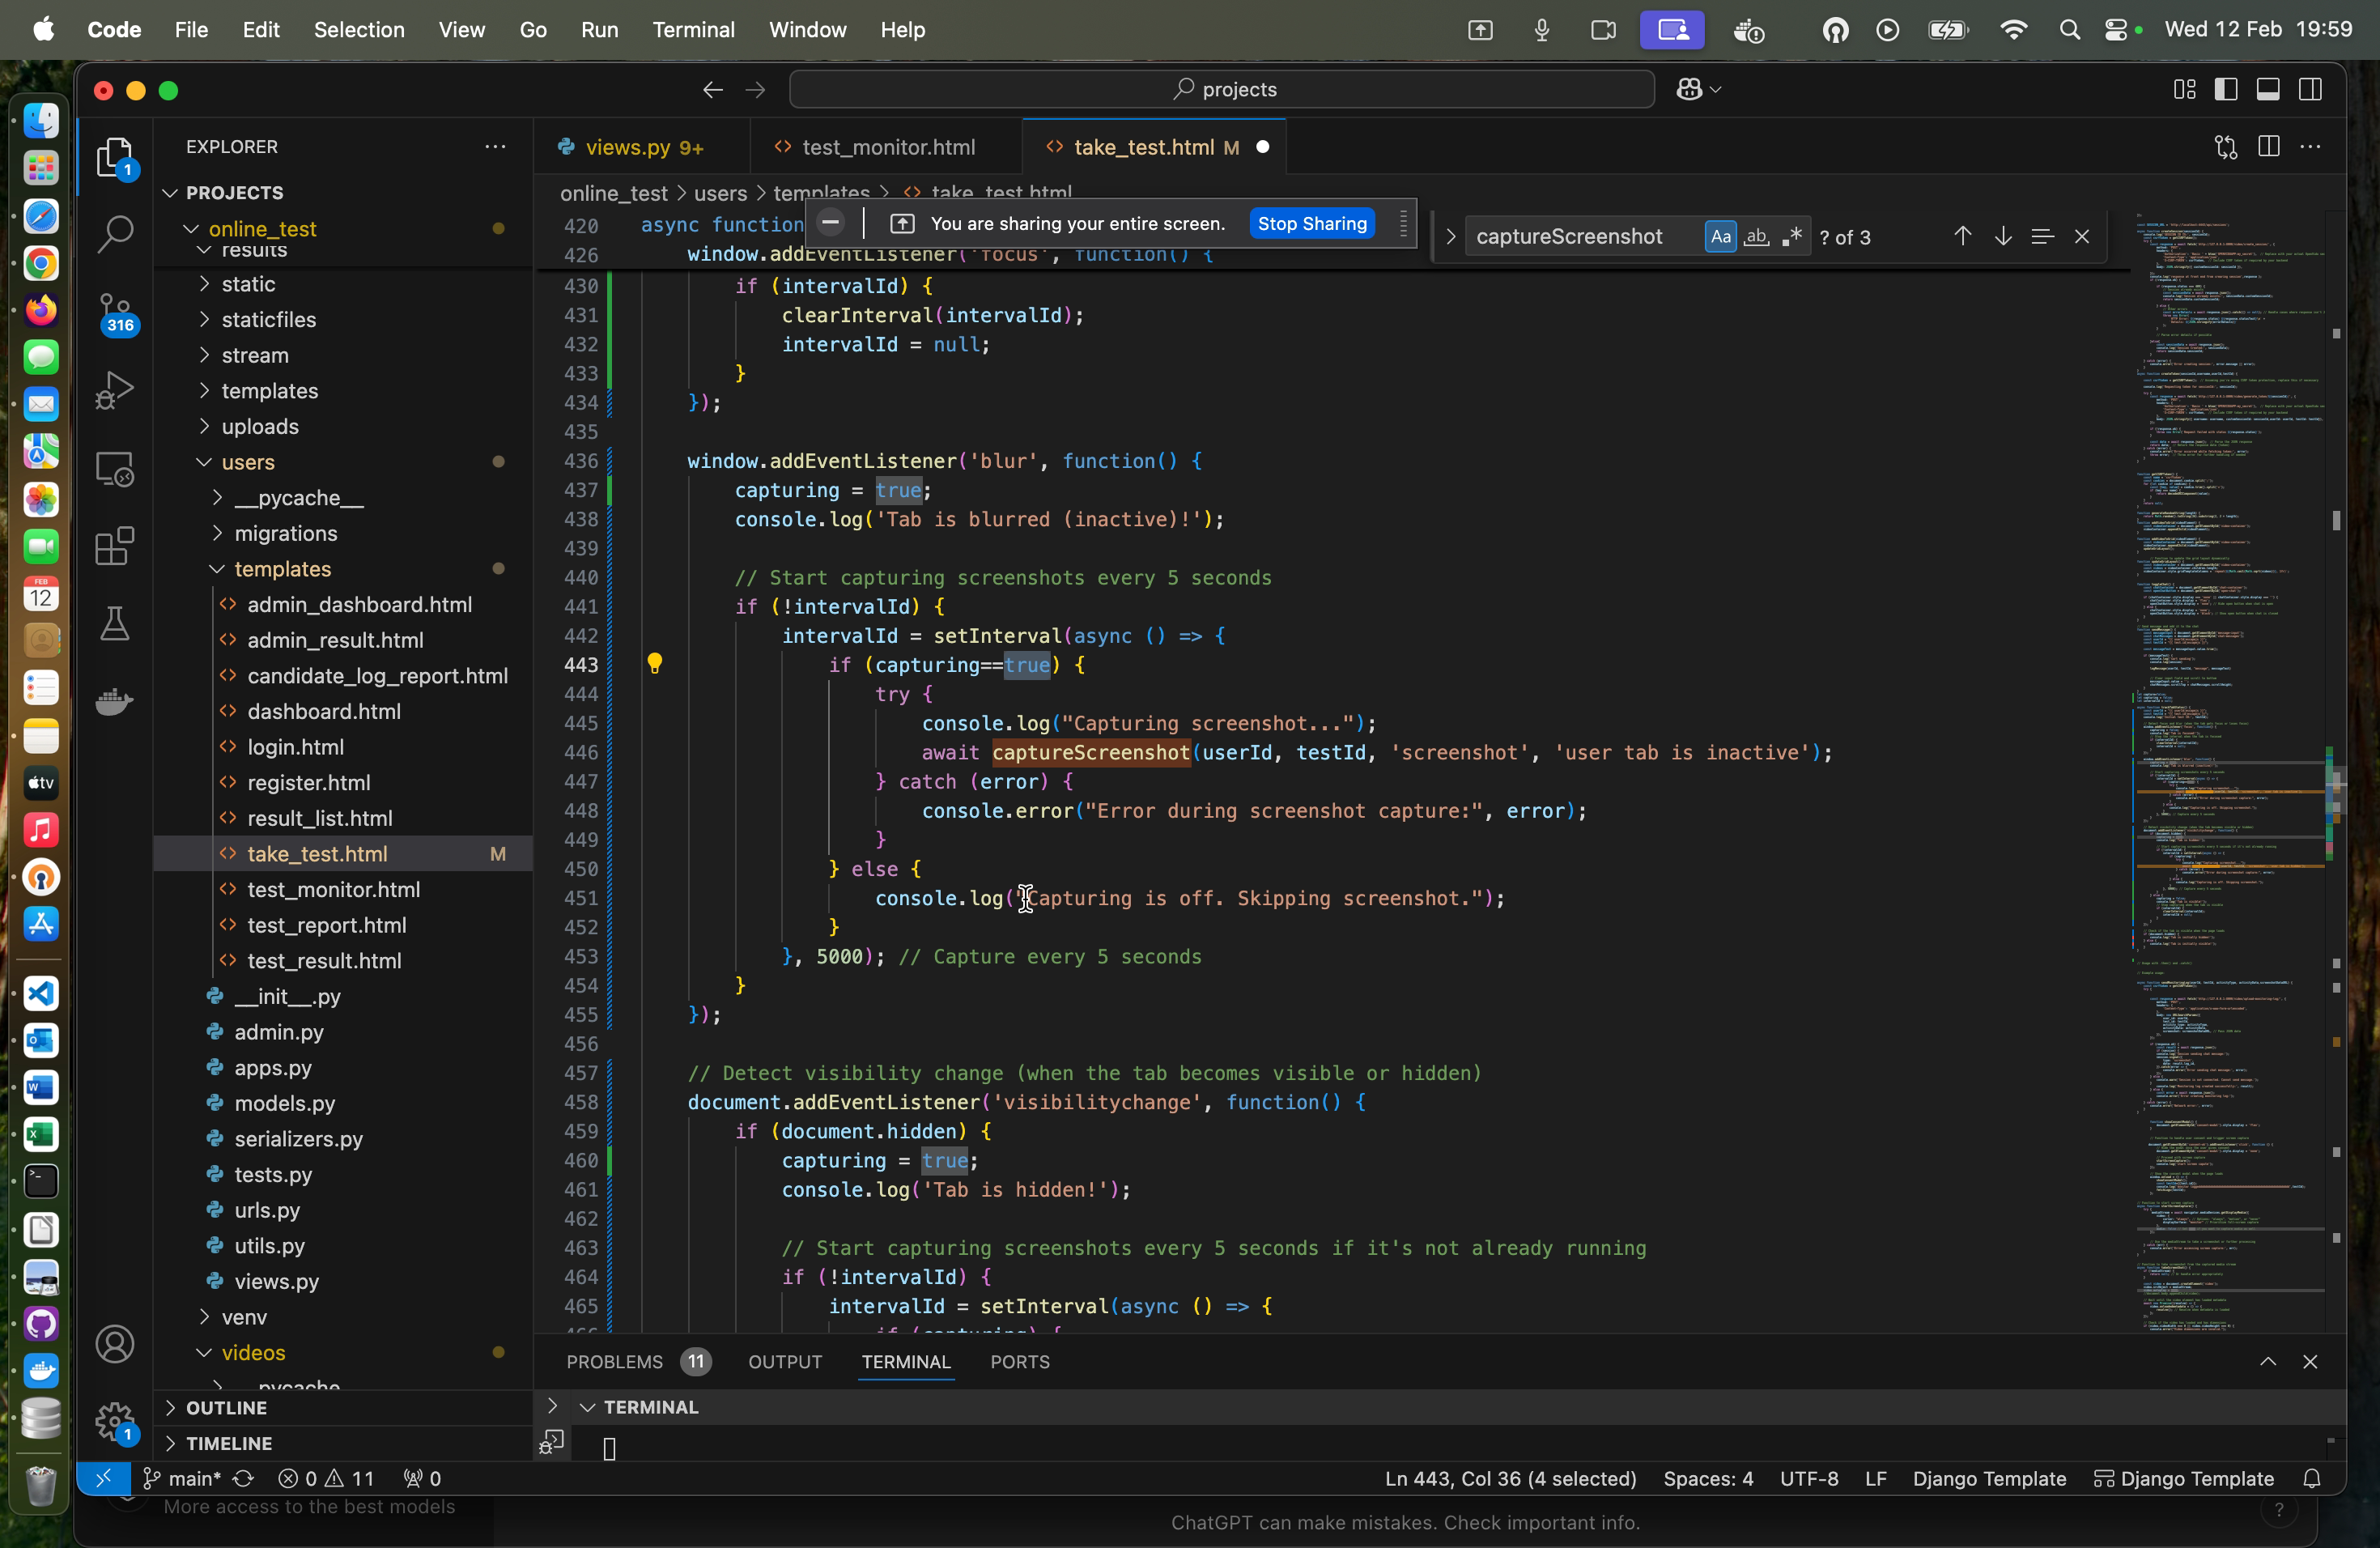 Code File Edit Selection View Go Run Terminal Window Help Wed 12 Feb 19:59
projects
EXPLORER
PROJECTS
online_test
results
static
staticfiles
stream
templates
uploads
users
__pycache__
migrations
templates
admin_dashboard.html
admin_result.html
candidate_log_report.html
dashboard.html
login.html
register.html
result_list.html
take_test.html M
test_monitor.html
test_report.html
test_result.html
__init__.py
admin.py
apps.py
models.py
serializers.py
tests.py
urls.py
utils.py
views.py
venv
videos
pycache
OUTLINE
TIMELINE
1
316
1
FEB
12
tv
views.py 9+ test_monitor.html take_test.html M
online_test > users > templates > take_test.html
You are sharing your entire screen. Stop Sharing
captureScreenshot Aa ab ? of 3
420 async function
426 window.addEventListener('focus', function() {
430 if (intervalId) {
431 clearInterval(intervalId);
432 intervalId = null;
433 }
434 });
435
436 window.addEventListener('blur', function() {
437 capturing = true;
438 console.log('Tab is blurred (inactive)!');
439
440 // Start capturing screenshots every 5 seconds
441 if (!intervalId) {
442 intervalId = setInterval(async () => {
443 if (capturing==true) {
444 try {
445 console.log("Capturing screenshot...");
446 await captureScreenshot(userId, testId, 'screenshot', 'user tab is inactive');
447 } catch (error) {
448 console.error("Error during screenshot capture:", error);
449 }
450 } else {
451 console.log("Capturing is off. Skipping screenshot.");
452 }
453 }, 5000); // Capture every 5 seconds
454 }
455 });
456
457 // Detect visibility change (when the tab becomes visible or hidden)
458 document.addEventListener('visibilitychange', function() {
459 if (document.hidden) {
460 capturing = true;
461 console.log('Tab is hidden!');
462
463 // Start capturing screenshots every 5 seconds if it's not already running
464 if (!intervalId) {
465 intervalId = setInterval(async () => {
466 if (capturing) {
PROBLEMS 11 OUTPUT TERMINAL PORTS
TERMINAL
main* 0 11 0 Ln 443, Col 36 (4 selected) Spaces: 4 UTF-8 LF Django Template Django Template
More access to the best models
ChatGPT can make mistakes. Check important info.
?